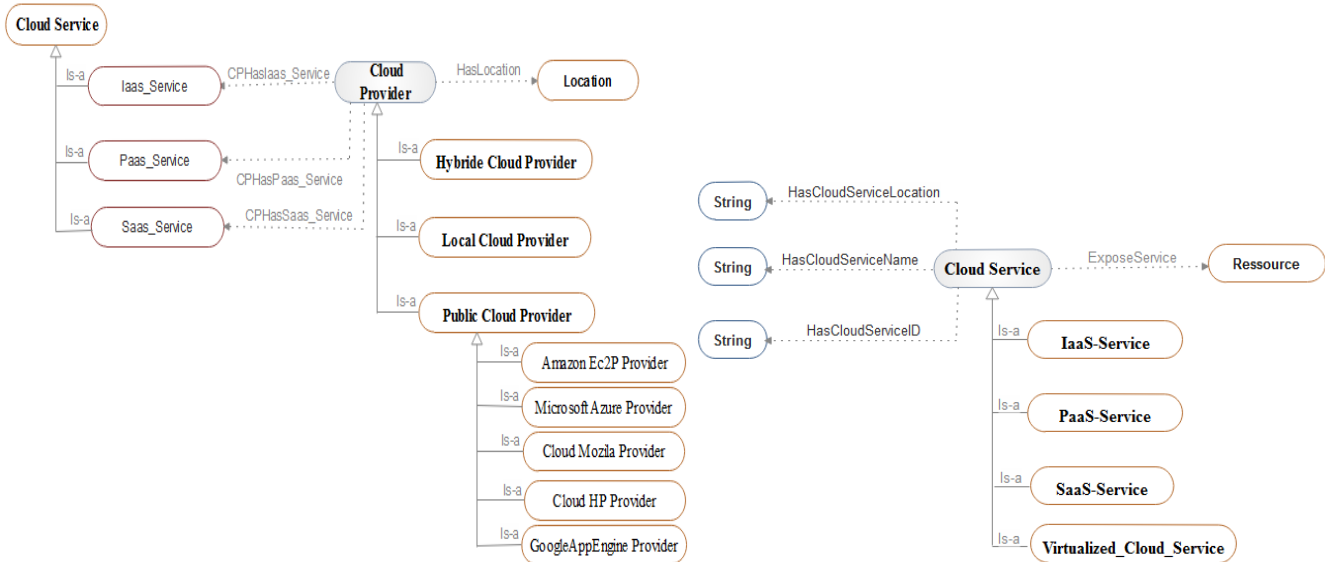 Cloud Service
Is-a
Iaas_Service
CPHasIaas_Service
Cloud
Provider
HasLocation
Location
Is-a
Paas_Service
CPHasPaas_Service
Is-a
Saas_Service
CPHasSaas_Service
Is-a
Hybride Cloud Provider
Is-a
Local Cloud Provider
Is-a
Public Cloud Provider
Is-a
Amazon Ec2P Provider
Is-a
Microsoft Azure Provider
Is-a
Cloud Mozila Provider
Is-a
Cloud HP Provider
Is-a
GoogleAppEngine Provider
String
HasCloudServiceLocation
String
HasCloudServiceName
String
HasCloudServiceID
Cloud Service
ExposeService
Ressource
Is-a
IaaS-Service
Is-a
PaaS-Service
Is-a
SaaS-Service
Is-a
Virtualized_Cloud_Service